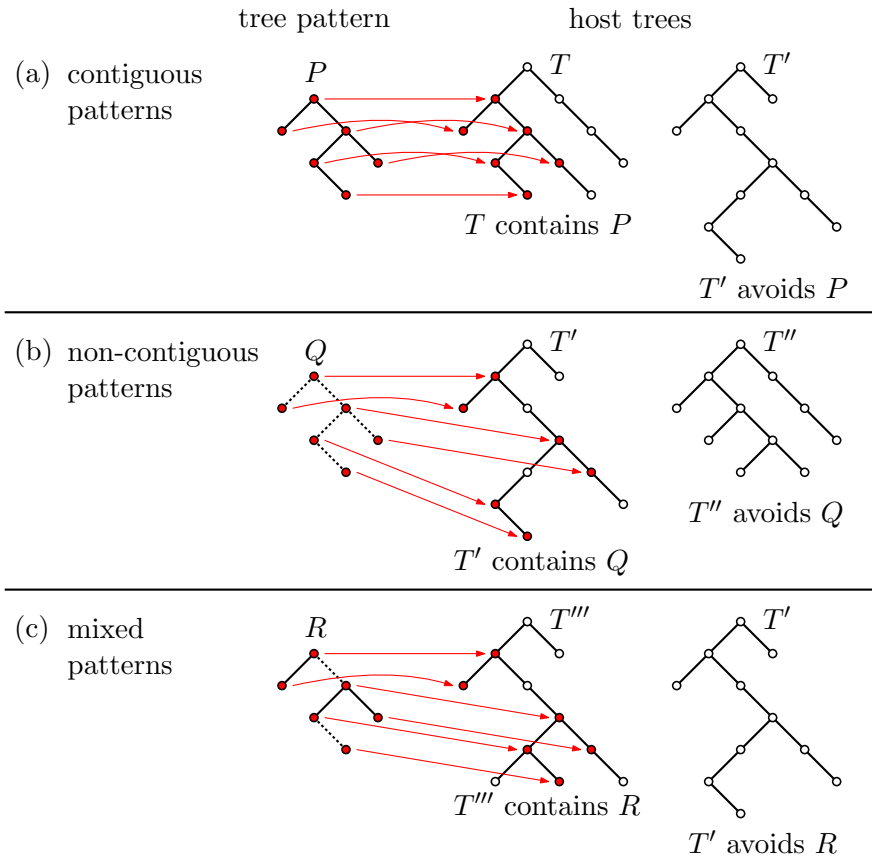 tree pattern host trees
(a) contiguous patterns P T T′
T contains P
T′ avoids P
(b) non-contiguous patterns Q T′ T″
T″ avoids Q
T′ contains Q
(c) mixed patterns R T‴ T′
T‴ contains R
T′ avoids R